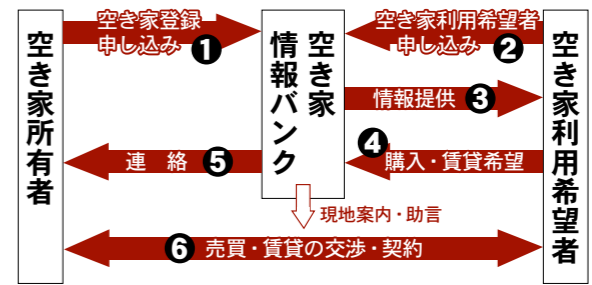 空き家所有者
空き家登録
申し込み ❶
空き家
情報バンク
空き家利用希望者
申し込み ❷
空き家利用希望者
情報提供 ❸
❹ 購入・賃貸希望
連　絡 ❺
現地案内・助言
❻ 売買・賃貸の交渉・契約